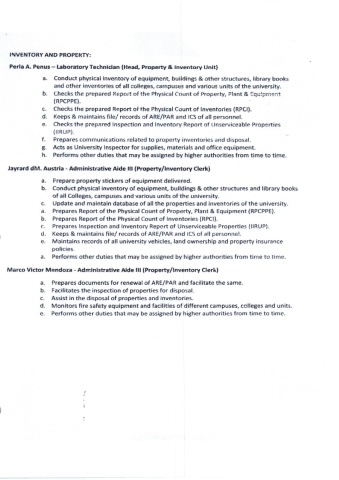 INVENTORY AND PROPERTY:
Perla A. Penus – Laboratory Technician (Head, Property & Inventory Unit)
a. Conduct physical inventory of equipment, buildings & other structures, library books
and other inventories of all colleges, campuses and various units of the university.
b. Checks the prepared Report of the Physical Count of Property, Plant & Equipment
(RPCPPE).
c. Checks the prepared Report of the Physical Count of Inventories (RPCI).
d. Keeps & maintains file/ records of ARE/PAR and ICS of all personnel.
e. Checks the prepared Inspection and Inventory Report of Unserviceable Properties
(IIRUP).
f. Prepares communications related to property inventories and disposal.
g. Acts as University Inspector for supplies, materials and office equipment.
h. Performs other duties that may be assigned by higher authorities from time to time.
Jayrard dM. Austria - Administrative Aide III (Property/Inventory Clerk)
a. Prepare property stickers of equipment delivered.
b. Conduct physical inventory of equipment, buildings & other structures and library books
of all Colleges, campuses and various units of the university.
c. Update and maintain database of all the properties and inventories of the university.
a. Prepares Report of the Physical Count of Property, Plant & Equipment (RPCPPE).
b. Prepares Report of the Physical Count of Inventories (RPCI).
c. Prepares Inspection and Inventory Report of Unserviceable Properties (IIRUP).
d. Keeps & maintains file/ records of ARE/PAR and ICS of all personnel.
e. Maintains records of all university vehicles, land ownership and property insurance
policies.
a. Performs other duties that may be assigned by higher authorities from time to time.
Marco Victor Mendoza - Administrative Aide III (Property/Inventory Clerk)
a. Prepares documents for renewal of ARE/PAR and facilitate the same.
b. Facilitates the inspection of properties for disposal.
c. Assist in the disposal of properties and inventories.
d. Monitors fire safety equipment and facilities of different campuses, colleges and units.
e. Performs other duties that may be assigned by higher authorities from time to time.